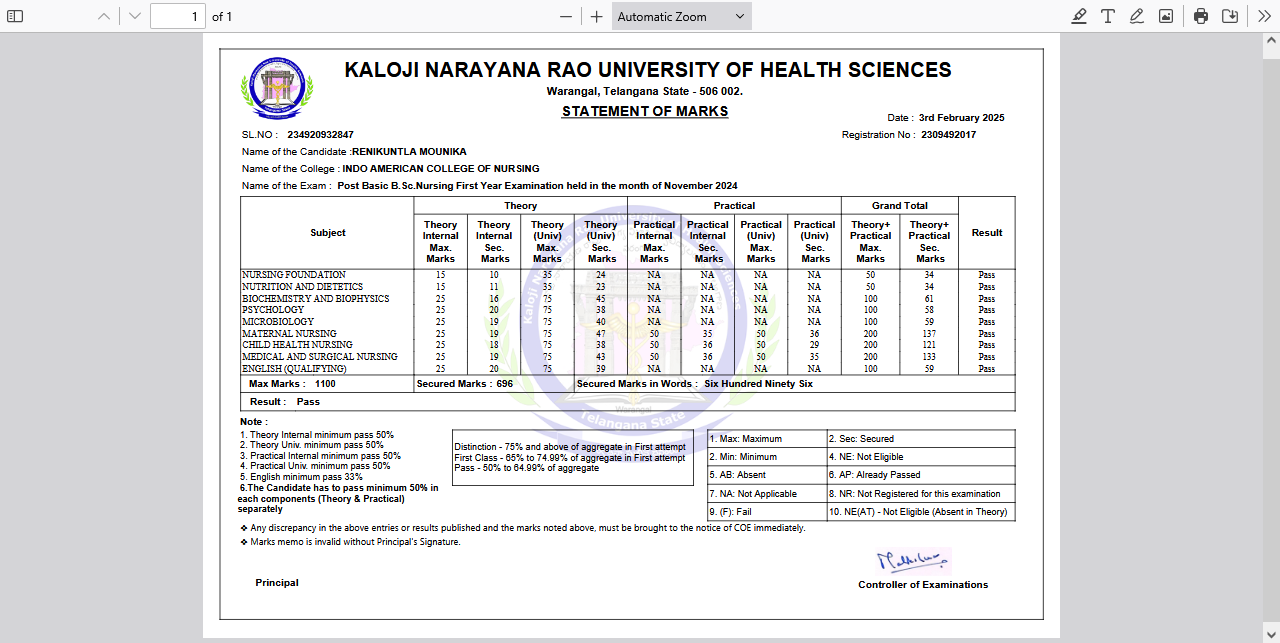 1 of 1 Automatic Zoom
KALOJI NARAYANA RAO UNIVERSITY OF HEALTH SCIENCES
Warangal, Telangana State - 506 002.
STATEMENT OF MARKS
Date : 3rd February 2025
SL.NO : 234920932847 Registration No : 2309492017
Name of the Candidate :RENIKUNTLA MOUNIKA
Name of the College : INDO AMERICAN COLLEGE OF NURSING
Name of the Exam : Post Basic B.Sc.Nursing First Year Examination held in the month of November 2024
Subject Theory Practical Grand Total Result
Theory Internal Max. Marks Theory Internal Sec. Marks Theory (Univ) Max. Marks Theory (Univ) Sec. Marks Practical Internal Max. Marks Practical Internal Sec. Marks Practical (Univ) Max. Marks Practical (Univ) Sec. Marks Theory+ Practical Max. Marks Theory+ Practical Sec. Marks
NURSING FOUNDATION 15 10 35 24 NA NA NA NA 50 34 Pass
NUTRITION AND DIETETICS 15 11 35 23 NA NA NA NA 50 34 Pass
BIOCHEMISTRY AND BIOPHYSICS 25 16 75 45 NA NA NA NA 100 61 Pass
PSYCHOLOGY 25 20 75 38 NA NA NA NA 100 58 Pass
MICROBIOLOGY 25 19 75 40 NA NA NA NA 100 59 Pass
MATERNAL NURSING 25 19 75 47 50 35 50 36 200 137 Pass
CHILD HEALTH NURSING 25 18 75 38 50 36 50 29 200 121 Pass
MEDICAL AND SURGICAL NURSING 25 19 75 43 50 36 50 35 200 133 Pass
ENGLISH (QUALIFYING) 25 20 75 39 NA NA NA NA 100 59 Pass
Max Marks : 1100 Secured Marks : 696 Secured Marks in Words : Six Hundred Ninety Six
Result : Pass
Kaloji Narayana Rao University of Health Sciences
Warangal
Telangana State
Note :
1. Theory Internal minimum pass 50%
2. Theory Univ. minimum pass 50%
3. Practical Internal minimum pass 50%
4. Practical Univ. minimum pass 50%
5. English minimum pass 33%
6.The Candidate has to pass minimum 50% in
each components (Theory & Practical)
separately
Distinction - 75% and above of aggregate in First attempt
First Class - 65% to 74.99% of aggregate in First attempt
Pass - 50% to 64.99% of aggregate
1. Max: Maximum 2. Sec: Secured
2. Min: Minimum 4. NE: Not Eligible
5. AB: Absent 6. AP: Already Passed
7. NA: Not Applicable 8. NR: Not Registered for this examination
9. (F): Fail 10. NE(AT) - Not Eligible (Absent in Theory)
❖ Any discrepancy in the above entries or results published and the marks noted above, must be brought to the notice of COE immediately.
❖ Marks memo is invalid without Principal's Signature.
Principal Controller of Examinations